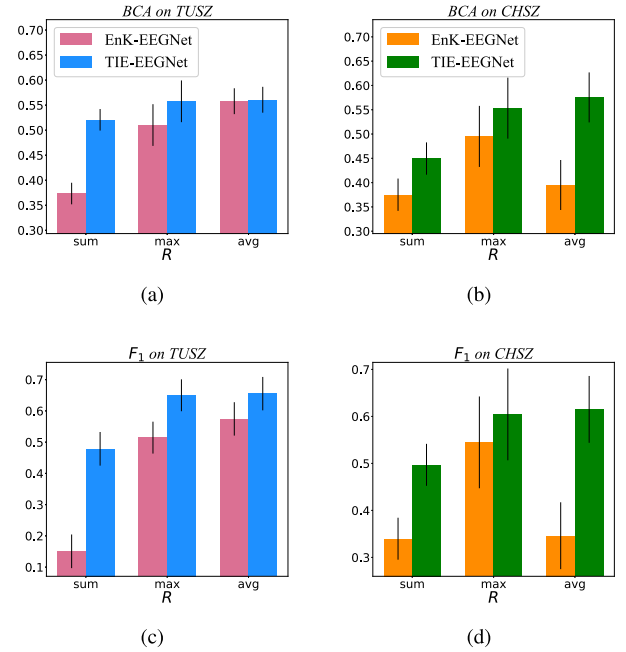 BCA on TUSZ
0.70
0.65
0.60
0.55
0.50
0.45
0.40
0.35
0.30
EnK-EEGNet
TIE-EEGNet
sum max avg
R
(a)
BCA on CHSZ
0.70
0.65
0.60
0.55
0.50
0.45
0.40
0.35
0.30
EnK-EEGNet
TIE-EEGNet
sum max avg
R
(b)
F₁ on TUSZ
0.7
0.6
0.5
0.4
0.3
0.2
0.1
sum max avg
R
(c)
F₁ on CHSZ
0.7
0.6
0.5
0.4
0.3
sum max avg
R
(d)